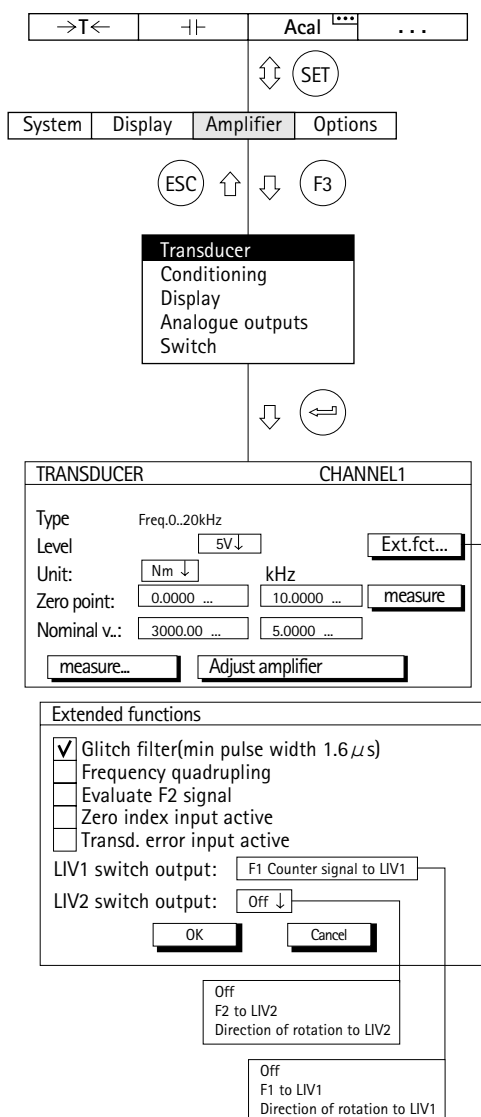 →T← ⊣⊢ Acal ...
SET
System Display Amplifier Options
ESC F3
Transducer
Conditioning
Display
Analogue outputs
Switch
TRANSDUCER CHANNEL1
Type Freq.0..20kHz
Level 5V↓ Ext.fct...
Unit: Nm ↓ kHz
Zero point: 0.0000 ... 10.0000 ... measure
Nominal v..: 3000.00 ... 5.0000 ...
measure... Adjust amplifier
Extended functions
Glitch filter(min pulse width 1.6 μs)
Frequency quadrupling
Evaluate F2 signal
Zero index input active
Transd. error input active
LIV1 switch output: F1 Counter signal to LIV1
LIV2 switch output: Off ↓
OK Cancel
Off
F2 to LIV2
Direction of rotation to LIV2
Off
F1 to LIV1
Direction of rotation to LIV1